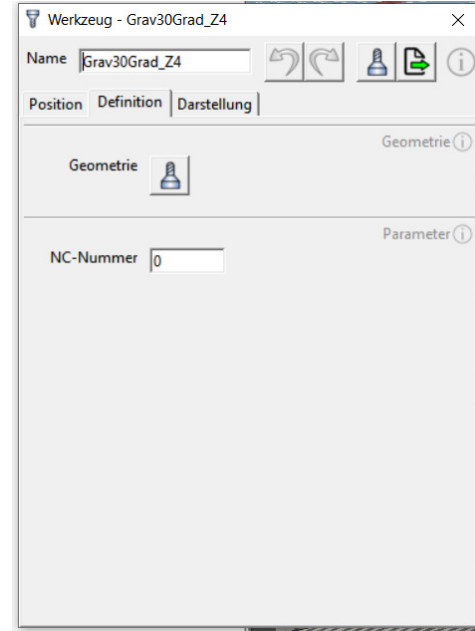 Werkzeug - Grav30Grad_Z4
Name Grav30Grad_Z4
Position Definition Darstellung
Geometrie
Geometrie
Parameter
NC-Nummer 0